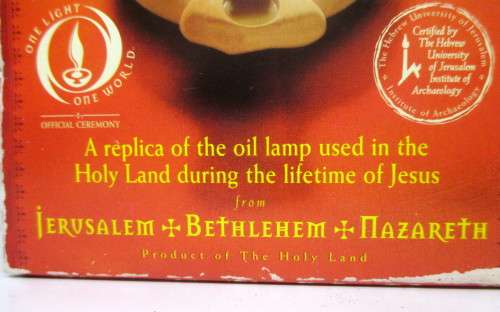 ONE LIGHT
ONE WORLD
OFFICIAL CEREMONY
The Hebrew University of Jerusalem
Certified by
The Hebrew
University
of Jerusalem
Institute of
Archaeology
Institute of Archaeology
A replica of the oil lamp used in the
Holy Land during the lifetime of Jesus
from
JERUSALEM ✢ BETHLEHEM ✢ NAZARETH
Product of The Holy Land